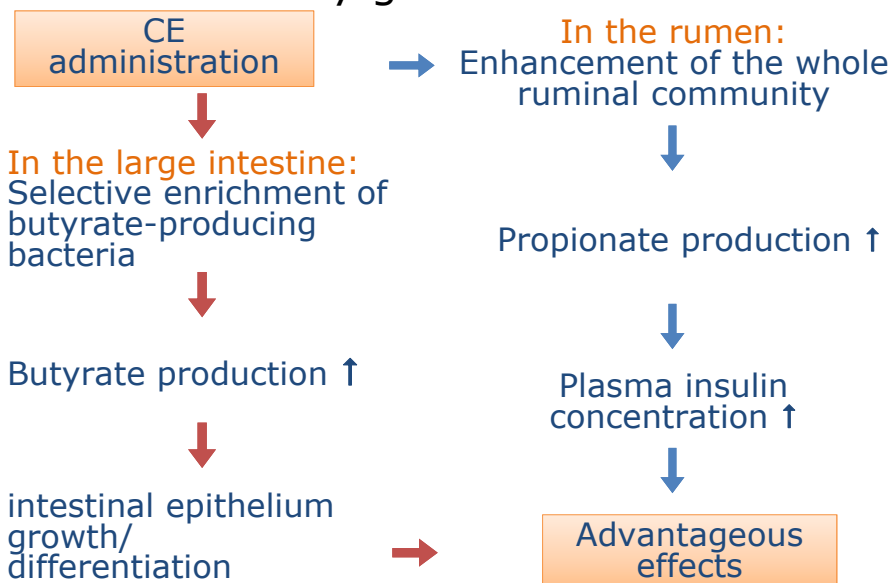 CE
administration
In the rumen:
Enhancement of the whole
ruminal community
In the large intestine:
Selective enrichment of
butyrate-producing
bacteria
Propionate production ↑
Butyrate production ↑
Plasma insulin
concentration ↑
intestinal epithelium
growth/
differentiation
Advantageous
effects